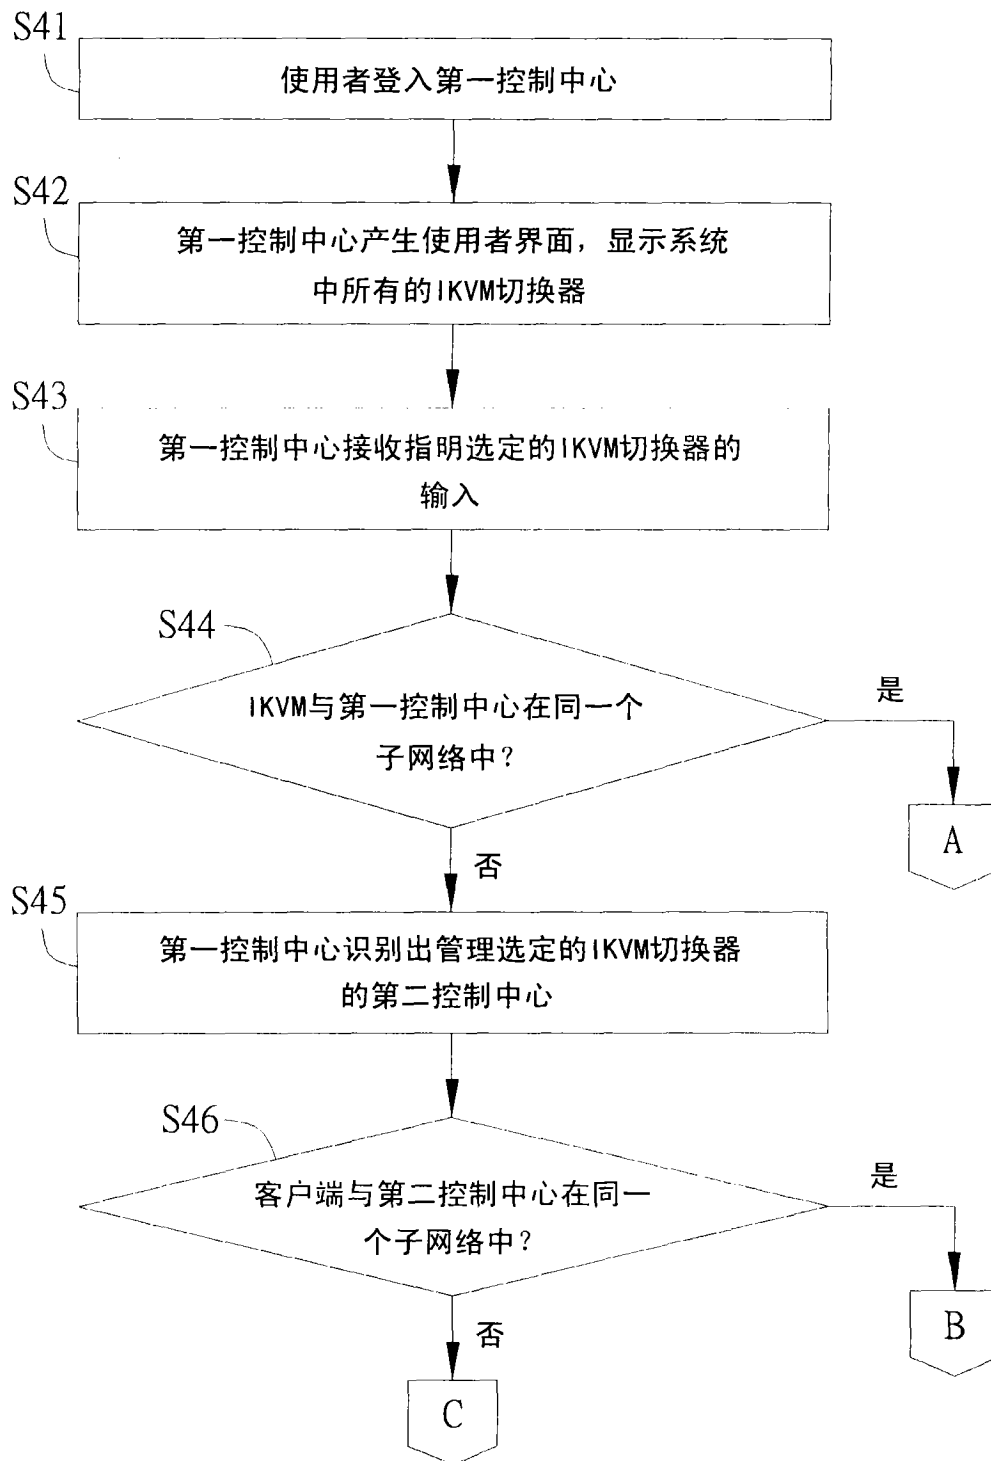 S41
使用者登入第一控制中心
S42
第一控制中心产生使用者界面，显示系统
中所有的IKVM切换器
S43
第一控制中心接收指明选定的IKVM切换器的
输入
S44
IKVM与第一控制中心在同一个
子网络中？
是
A
否
S45
第一控制中心识别出管理选定的IKVM切换器
的第二控制中心
S46
客户端与第二控制中心在同一
个子网络中？
是
B
否
C